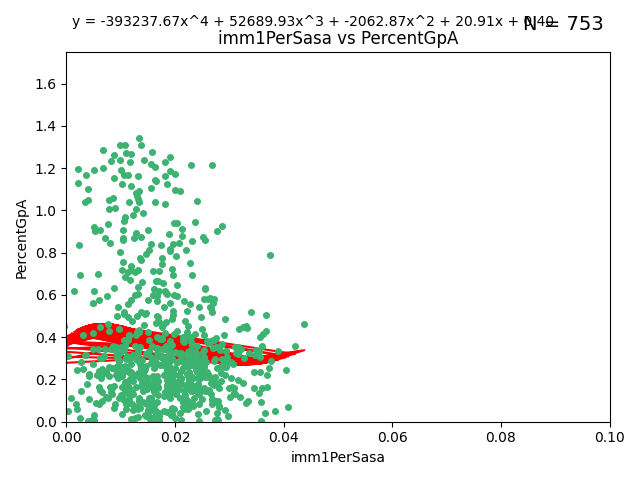 y = -393237.67x^4 + 52689.93x^3 + -2062.87x^2 + 20.91x + 0.40
N = 753
imm1PerSasa vs PercentGpA
PercentGpA
1.6
1.4
1.2
1.0
0.8
0.6
0.4
0.2
0.0
0.00 0.02 0.04 0.06 0.08 0.10
imm1PerSasa